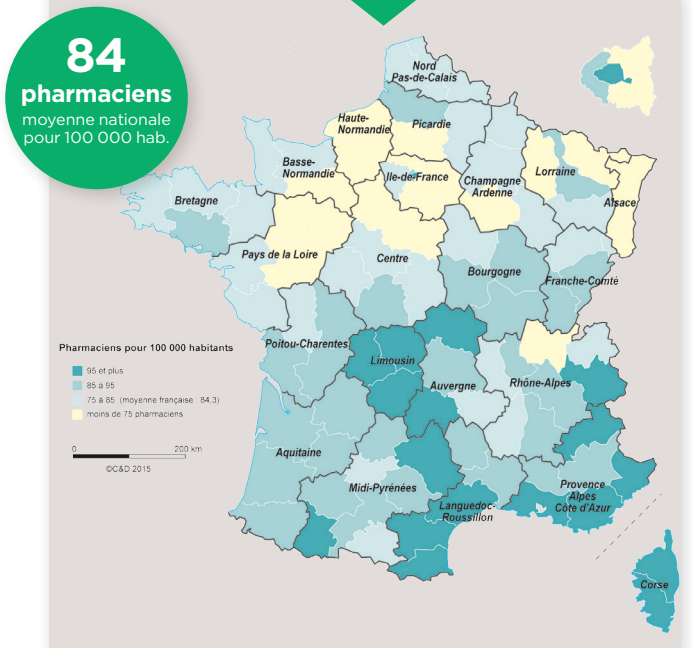 84
pharmaciens
moyenne nationale
pour 100 000 hab.
Nord
Pas-de-Calais
Haute-
Normandie
Picardie
Basse-
Normandie
Ile-de-France
Champagne
Ardenne
Lorraine
Alsace
Bretagne
Pays de la Loire
Centre
Bourgogne
Franche-Comté
Poitou-Charentes
Limousin
Auvergne
Rhône-Alpes
Aquitaine
Midi-Pyrénées
Languedoc-
Roussillon
Provence
Alpes
Côte d'Azur
Corse
Pharmaciens pour 100 000 habitants
95 et plus
85 à 95
75 à 85 (moyenne française : 84,3)
moins de 75 pharmaciens
0 200 km
©C&D 2015